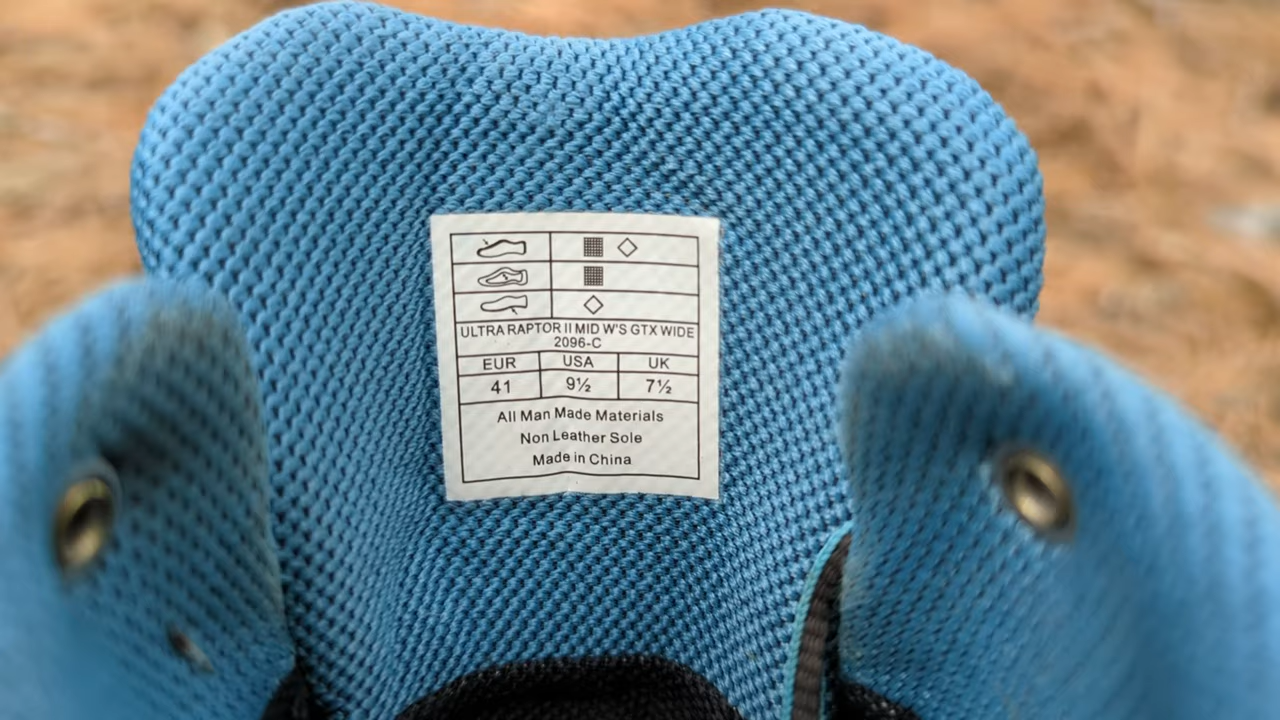 ULTRA RAPTOR II MID W'S GTX WIDE
2096-C
EUR USA UK
41 9½ 7½
All Man Made Materials
Non Leather Sole
Made in China